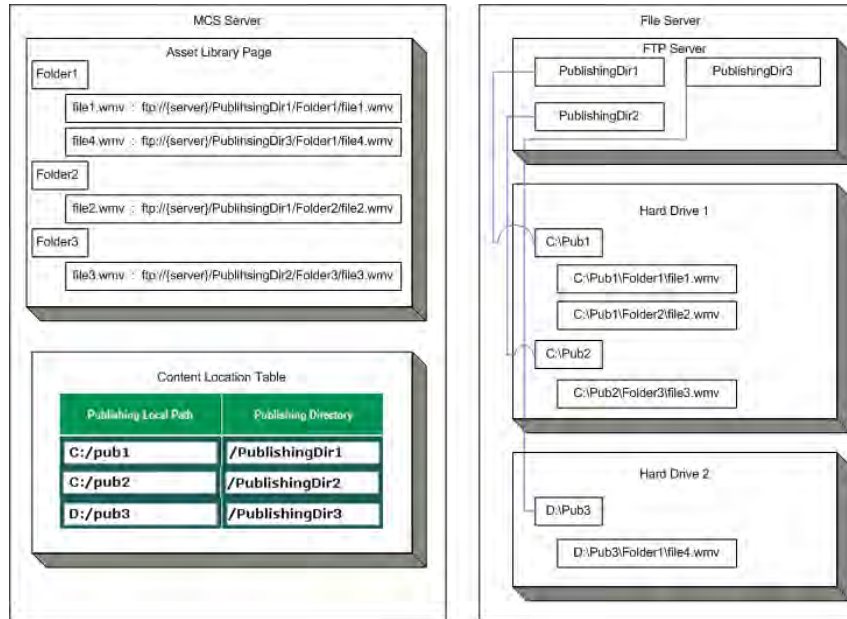 MCS Server
Asset Library Page
Folder1
file1.wmv : ftp://{server}/PublihsingDir1/Folder1/file1.wmv
file4.wmv : ftp://{server}/PublihsingDir3/Folder1/file4.wmv
Folder2
file2.wmv : ftp://{server}/PublihsingDir1/Folder2/file2.wmv
Folder3
file3.wmv : ftp://{server}/PublihsingDir2/Folder3/file3.wmv
Content Location Table
Publishing Local Path Publishing Directory
C:/pub1 /PublishingDir1
C:/pub2 /PublishingDir2
D:/pub3 /PublishingDir3
File Server
FTP Server
PublishingDir1 PublishingDir3
PublishingDir2
Hard Drive 1
C:\Pub1
C:\Pub1\Folder1\file1.wmv
C:\Pub1\Folder2\file2.wmv
C:\Pub2
C:\Pub2\Folder3\file3.wmv
Hard Drive 2
D:\Pub3
D:\Pub3\Folder1\file4.wmv